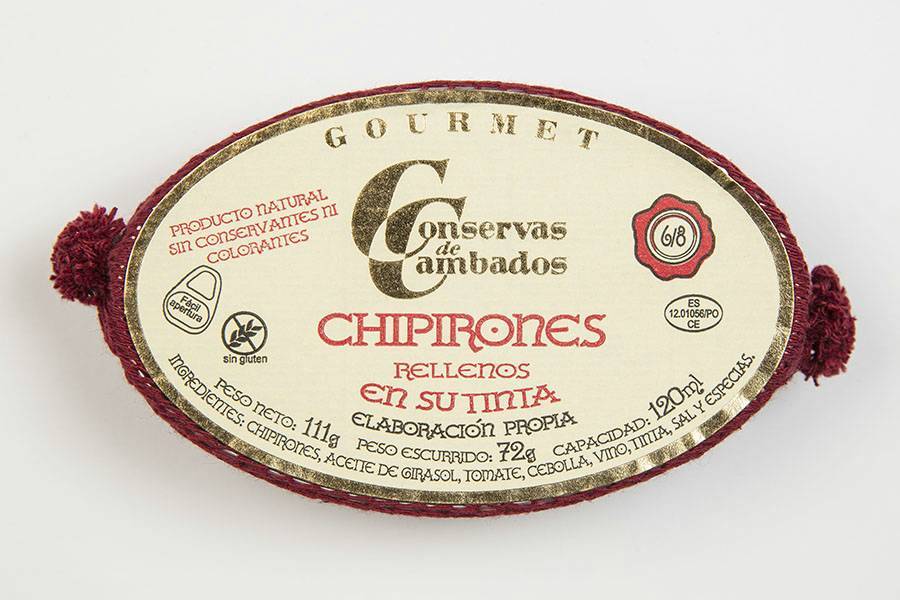 GOURMET
Conservas
de
Cambados
PRODUCTO NATURAL
SIN CONSERVANTES NI
COLORANTES
6/8
Fácil
apertura
sin gluten
ES
12.01056/PO
CE
CHIPIRONES
RELLENOS
EN SU TINTA
ELABORACIÓN PROPIA
PESO NETO: 111g PESO ESCURRIDO: 72g CAPACIDAD: 120ml
INGREDIENTES: CHIPIRONES, ACEITE DE GIRASOL, TOMATE, CEBOLLA, VINO, TINTA, SAL Y ESPECIAS.